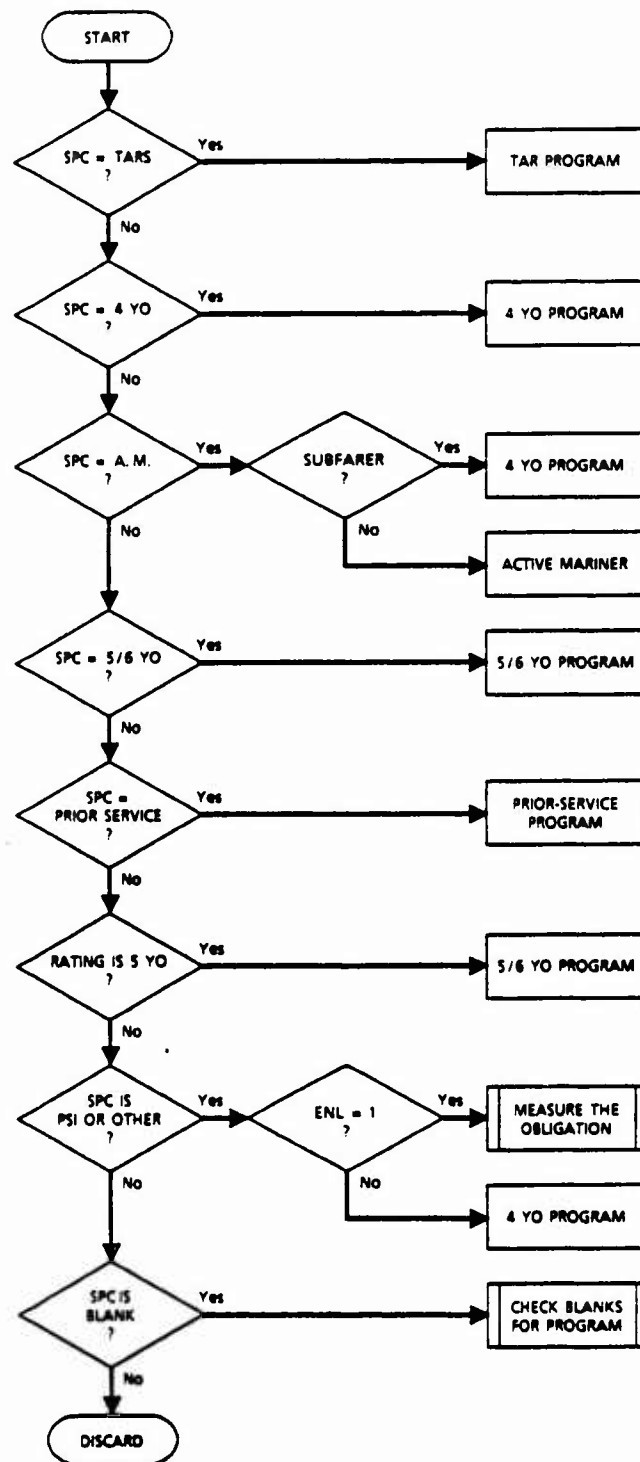 START
SPC = TARS
?
Yes
TAR PROGRAM
No
SPC = 4 YO
?
Yes
4 YO PROGRAM
No
SPC = A. M.
?
Yes
SUBFARER
?
Yes
4 YO PROGRAM
No
No
ACTIVE MARINER
SPC = 5/6 YO
?
Yes
5/6 YO PROGRAM
No
SPC =
PRIOR SERVICE
?
Yes
PRIOR-SERVICE
PROGRAM
No
RATING IS 5 YO
?
Yes
5/6 YO PROGRAM
No
SPC IS
PSI OR OTHER
?
Yes
ENL = 1
?
Yes
MEASURE THE
OBLIGATION
No
No
4 YO PROGRAM
SPC IS
BLANK
?
Yes
CHECK BLANKS
FOR PROGRAM
No
DISCARD